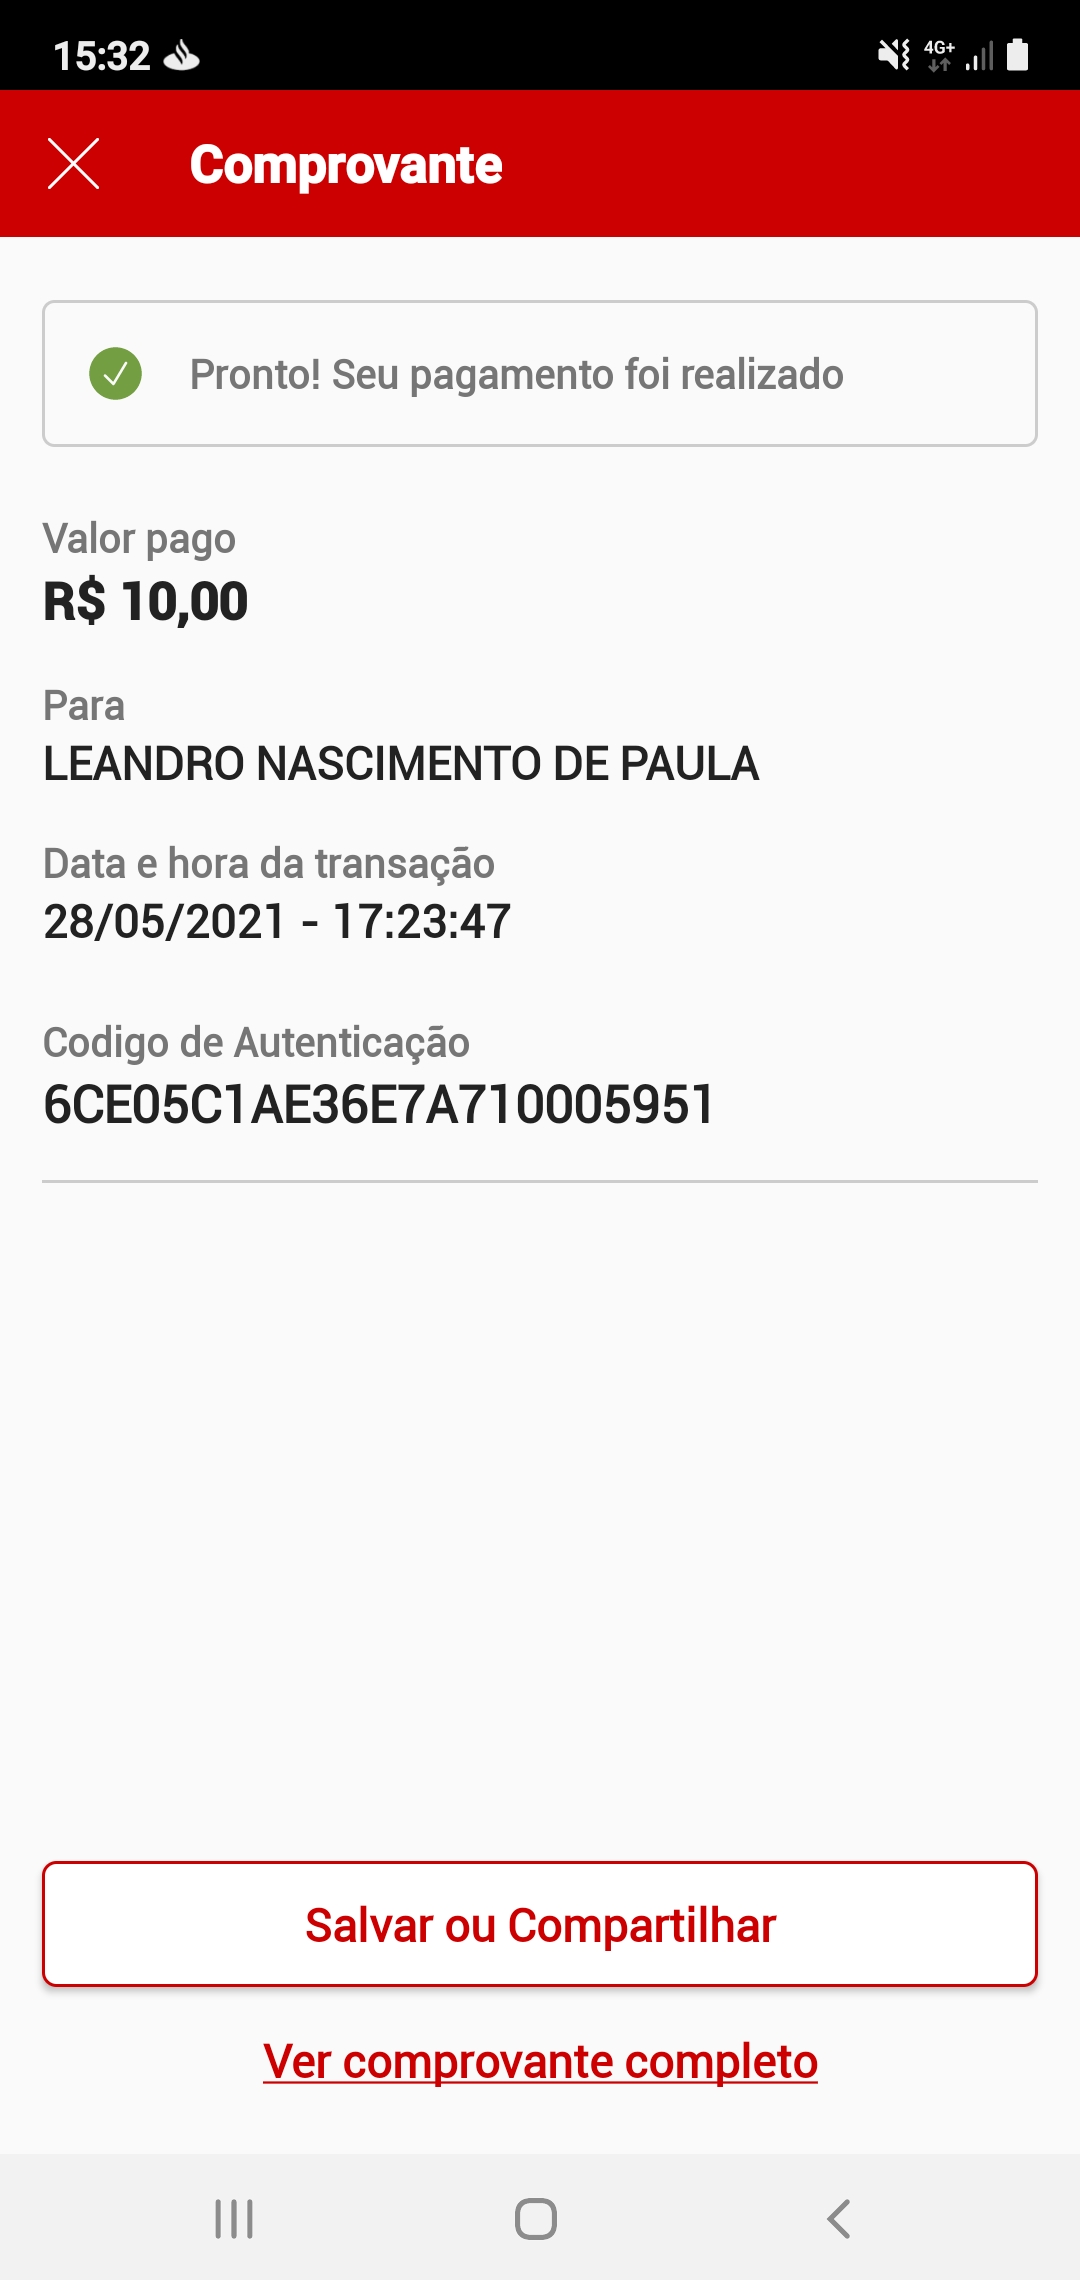 15:32
4G+
Comprovante
Pronto! Seu pagamento foi realizado
Valor pago
R$ 10,00
Para
LEANDRO NASCIMENTO DE PAULA
Data e hora da transação
28/05/2021 - 17:23:47
Codigo de Autenticação
6CE05C1AE36E7A710005951
Salvar ou Compartilhar
Ver comprovante completo